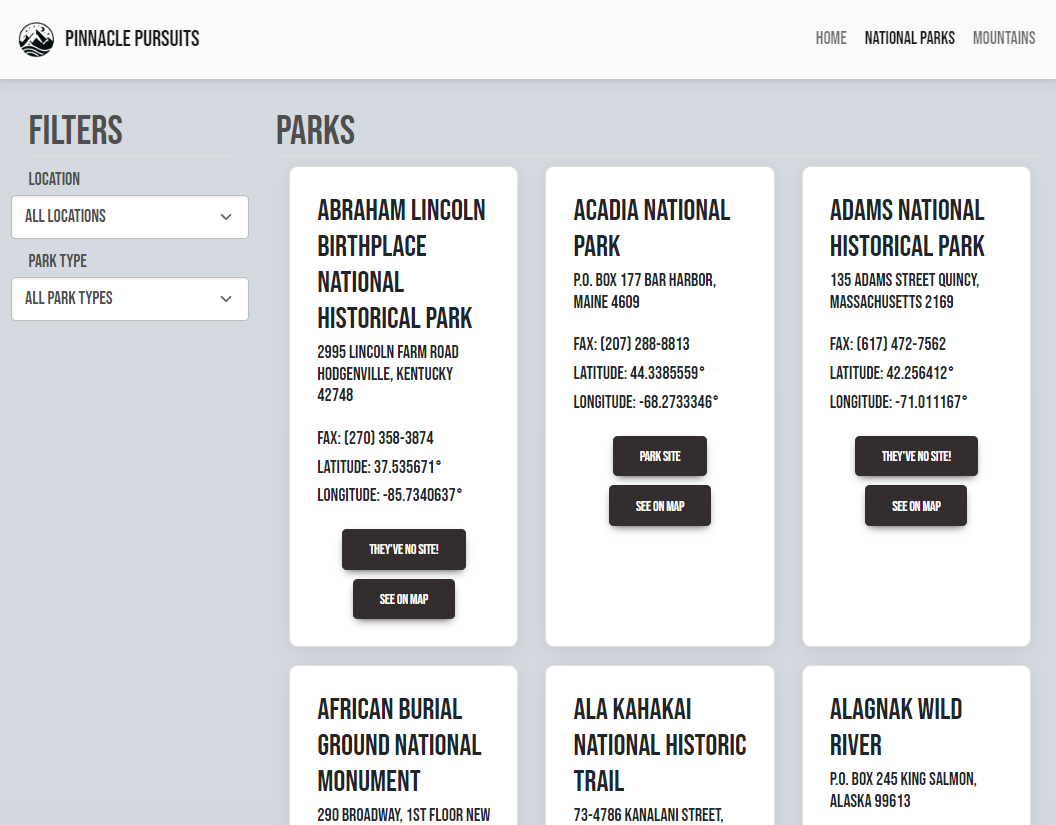 PINNACLE PURSUITS
HOME NATIONAL PARKS MOUNTAINS
FILTERS
LOCATION
ALL LOCATIONS
PARK TYPE
ALL PARK TYPES
PARKS
ABRAHAM LINCOLN
BIRTHPLACE
NATIONAL
HISTORICAL PARK
2995 LINCOLN FARM ROAD
HODGENVILLE, KENTUCKY
42748
FAX: (270) 358-3874
LATITUDE: 37.535671°
LONGITUDE: -85.7340637°
THEY'VE NO SITE!
SEE ON MAP
ACADIA NATIONAL
PARK
P.O. BOX 177 BAR HARBOR,
MAINE 4609
FAX: (207) 288-8813
LATITUDE: 44.3385559°
LONGITUDE: -68.2733346°
PARK SITE
SEE ON MAP
ADAMS NATIONAL
HISTORICAL PARK
135 ADAMS STREET QUINCY,
MASSACHUSETTS 2169
FAX: (617) 472-7562
LATITUDE: 42.256412°
LONGITUDE: -71.011167°
THEY'VE NO SITE!
SEE ON MAP
AFRICAN BURIAL
GROUND NATIONAL
MONUMENT
290 BROADWAY, 1ST FLOOR NEW
ALA KAHAKAI
NATIONAL HISTORIC
TRAIL
73-4786 KANALANI STREET,
ALAGNAK WILD
RIVER
P.O. BOX 245 KING SALMON,
ALASKA 99613